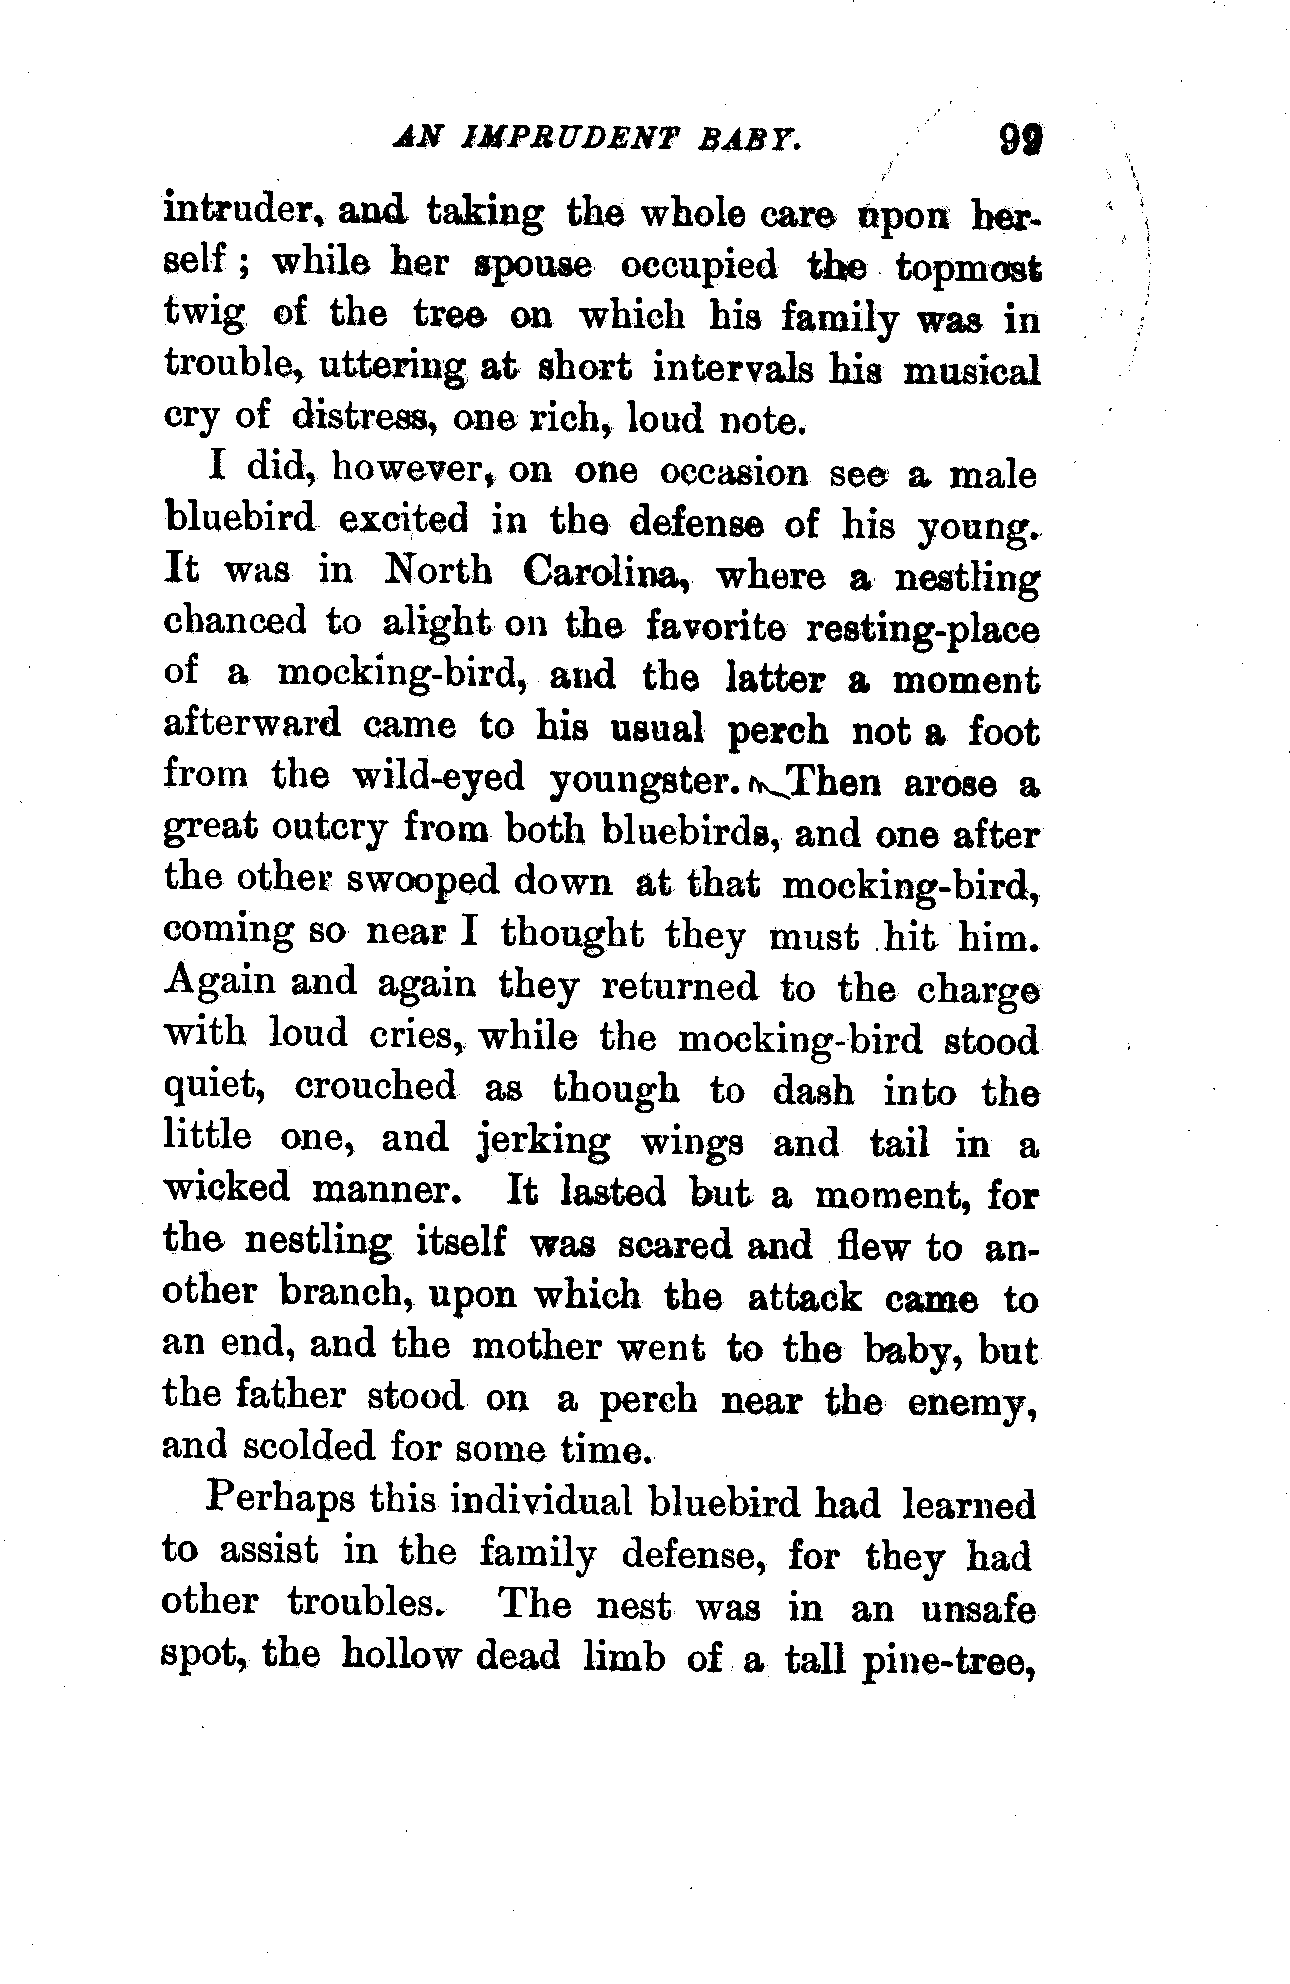 AN IMPRUDENT BABY. 99
intruder, and taking the whole care upon her-
self ; while her spouse occupied the topmost
twig of the tree on which his family was in
trouble, uttering at short intervals his musical
cry of distress, one rich, loud note.
I did, however, on one occasion see a male
bluebird excited in the defense of his young.
It was in North Carolina, where a nestling
chanced to alight on the favorite resting-place
of a mocking-bird, and the latter a moment
afterward came to his usual perch not a foot
from the wild-eyed youngster. Then arose a
great outcry from both bluebirds, and one after
the other swooped down at that mocking-bird,
coming so near I thought they must hit him.
Again and again they returned to the charge
with loud cries, while the mocking-bird stood
quiet, crouched as though to dash into the
little one, and jerking wings and tail in a
wicked manner. It lasted but a moment, for
the nestling itself was scared and flew to an-
other branch, upon which the attack came to
an end, and the mother went to the baby, but
the father stood on a perch near the enemy,
and scolded for some time.
Perhaps this individual bluebird had learned
to assist in the family defense, for they had
other troubles. The nest was in an unsafe
spot, the hollow dead limb of a tall pine-tree,